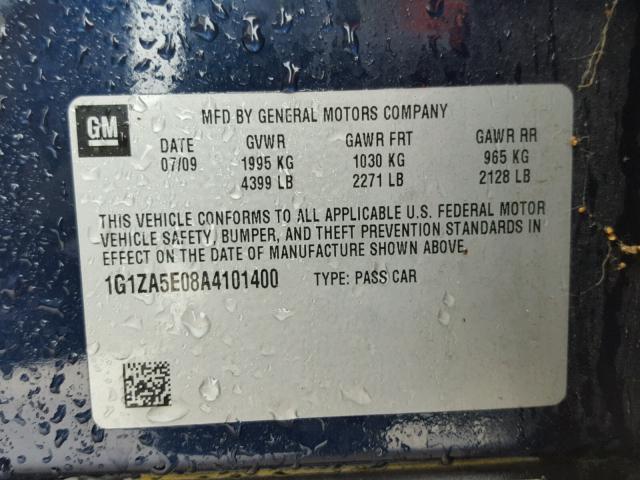 GM
MFD BY GENERAL MOTORS COMPANY
DATE GVWR GAWR FRT GAWR RR
07/09 1995 KG 1030 KG 965 KG
4399 LB 2271 LB 2128 LB
THIS VEHICLE CONFORMS TO ALL APPLICABLE U.S. FEDERAL MOTOR
VEHICLE SAFETY, BUMPER, AND THEFT PREVENTION STANDARDS IN
EFFECT ON THE DATE OF MANUFACTURE SHOWN ABOVE.
1G1ZA5E08A4101400 TYPE: PASS CAR